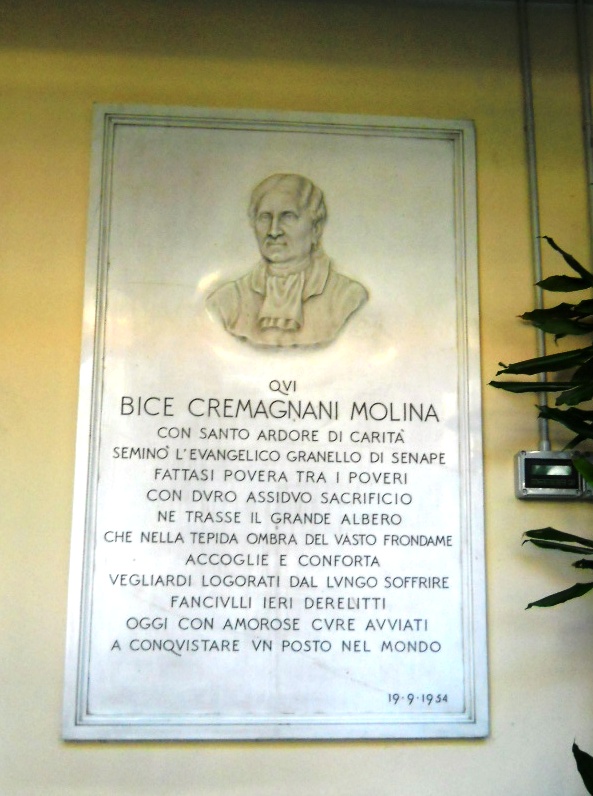 QVI
BICE CREMAGNANI MOLINA
CON SANTO ARDORE DI CARITÀ
SEMINÒ L'EVANGELICO GRANELLO DI SENAPE
FATTASI POVERA TRA I POVERI
CON DVRO ASSIDVO SACRIFICIO
NE TRASSE IL GRANDE ALBERO
CHE NELLA TEPIDA OMBRA DEL VASTO FRONDAME
ACCOGLIE E CONFORTA
VEGLIARDI LOGORATI DAL LVNGO SOFFRIRE
FANCIVLLI IERI DERELITTI
OGGI CON AMOROSE CVRE AVVIATI
A CONQVISTARE VN POSTO NEL MONDO
19·9·1954